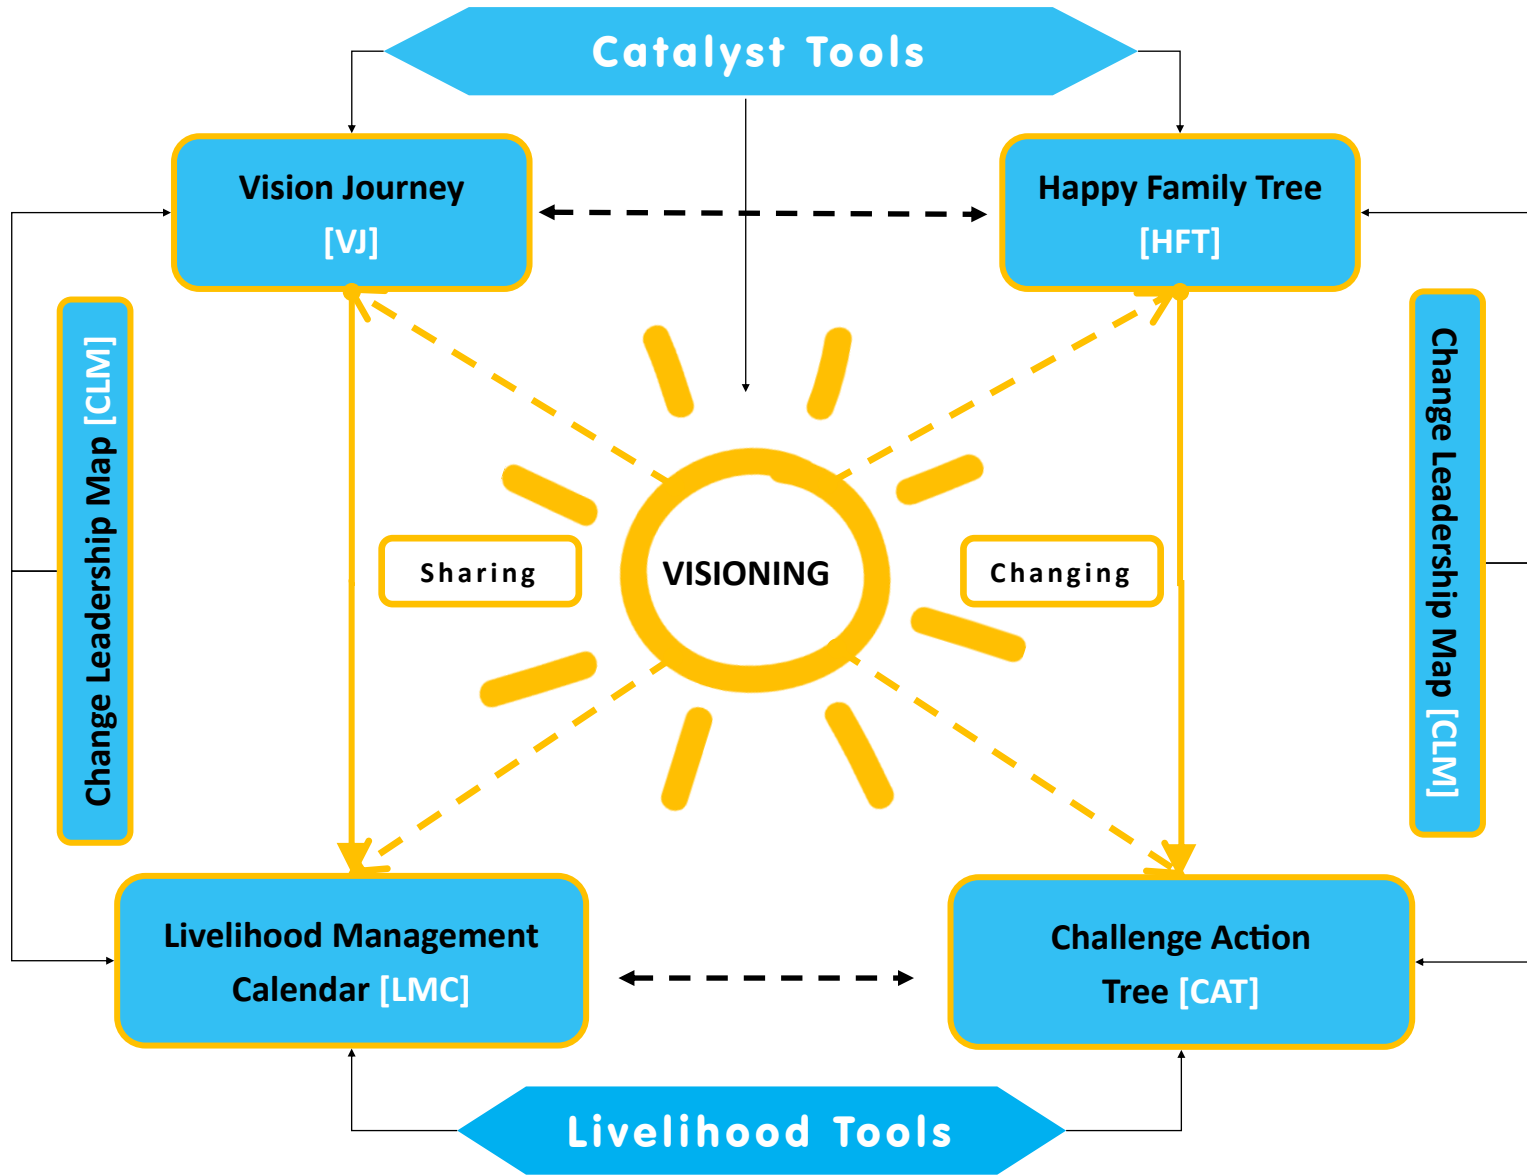 Catalyst Tools
Vision Journey
[VJ]
Happy Family Tree
[HFT]
Change Leadership Map [CLM]
Sharing
VISIONING
Changing
Change Leadership Map [CLM]
Livelihood Management
Calendar [LMC]
Challenge Action
Tree [CAT]
Livelihood Tools